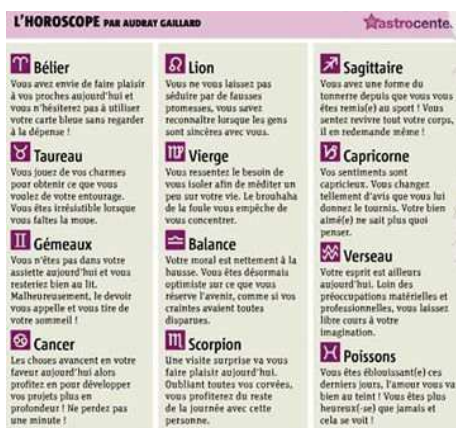 L'HOROSCOPE PAR AUDRAY GAILLARD
astrocente.
Bélier
Vous avez envie de faire plaisir
à vos proches aujourd'hui et
vous n'hésiterez pas à utiliser
votre carte bleue sans regarder
à la dépense !
Taureau
Vous jouez de vos charmes
pour obtenir ce que vous
voulez de votre entourage.
Vous êtes irrésistible lorsque
vous faîtes la moue.
Gémeaux
Vous n'êtes pas dans votre
assiette aujourd'hui et vous
resteriez bien au lit.
Malheureusement, le devoir
vous appelle et vous tire de
votre sommeil !
Cancer
Les choses avancent en votre
faveur aujourd'hui alors
profitez en pour développer
vos projets plus en
profondeur ! Ne perdez pas
une minute !
Lion
Vous ne vous laissez pas
séduire par de fausses
promesses, vous savez
reconnaître lorsque les gens
sont sincères avec vous.
Vierge
Vous ressentez le besoin de
vous isoler afin de méditer un
peu sur votre vie. Le brouhaha
de la foule vous empêche de
vous concentrer.
Balance
Votre moral est nettement à la
hausse. Vous êtes désormais
optimiste sur ce que vous
réserve l'avenir, comme si vos
craintes avaient toutes
disparues.
Scorpion
Une visite surprise va vous
faire plaisir aujourd'hui.
Oubliant toutes vos corvées,
vous profiterez du reste
de la journée avec cette
personne.
Sagittaire
Vous avez une forme du
tonnerre depuis que vous vous
êtes remis(e) au sport ! Vous
sentez revivre tout votre corps,
il en redemande même !
Capricorne
Vos sentiments sont
capricieux. Vous changez
tellement d'avis que vous lui
donnez le tournis. Votre bien
aimé(e) ne sait plus quoi
penser.
Verseau
Votre esprit est ailleurs
aujourd'hui. Loin des
préoccupations matérielles et
professionnelles, vous laissez
libre cours à votre
imagination.
Poissons
Vous êtes éblouissant(e) ces
derniers jours, l'amour vous va
bien au teint ! Vous êtes plus
heureux(-se) que jamais et
cela se voit !